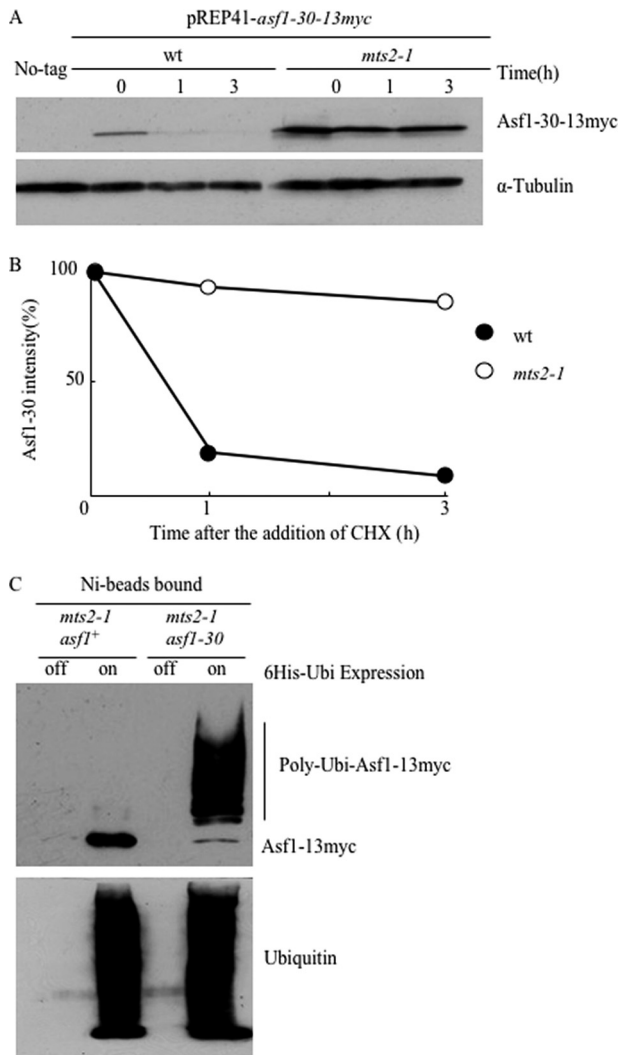 A
pREP41-asf1-30-13myc
No-tag
wt
mts2-1
0 1 3 0 1 3 Time(h)
Asf1-30-13myc
α-Tubulin
B
Asf1-30 intensity(%)
100
50
0 1 3
Time after the addition of CHX (h)
wt
mts2-1
C
Ni-beads bound
mts2-1 mts2-1
asf1+ asf1-30
off on off on 6His-Ubi Expression
Poly-Ubi-Asf1-13myc
Asf1-13myc
Ubiquitin